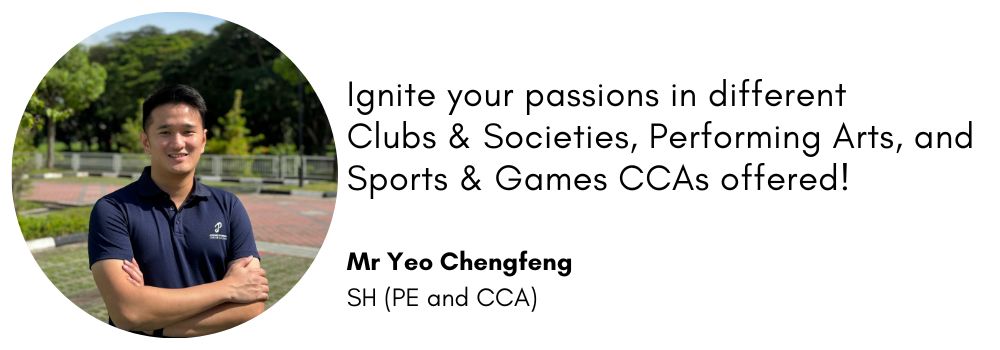 Ignite your passions in different
Clubs & Societies, Performing Arts, and
Sports & Games CCAs offered!
Mr Yeo Chengfeng
SH (PE and CCA)